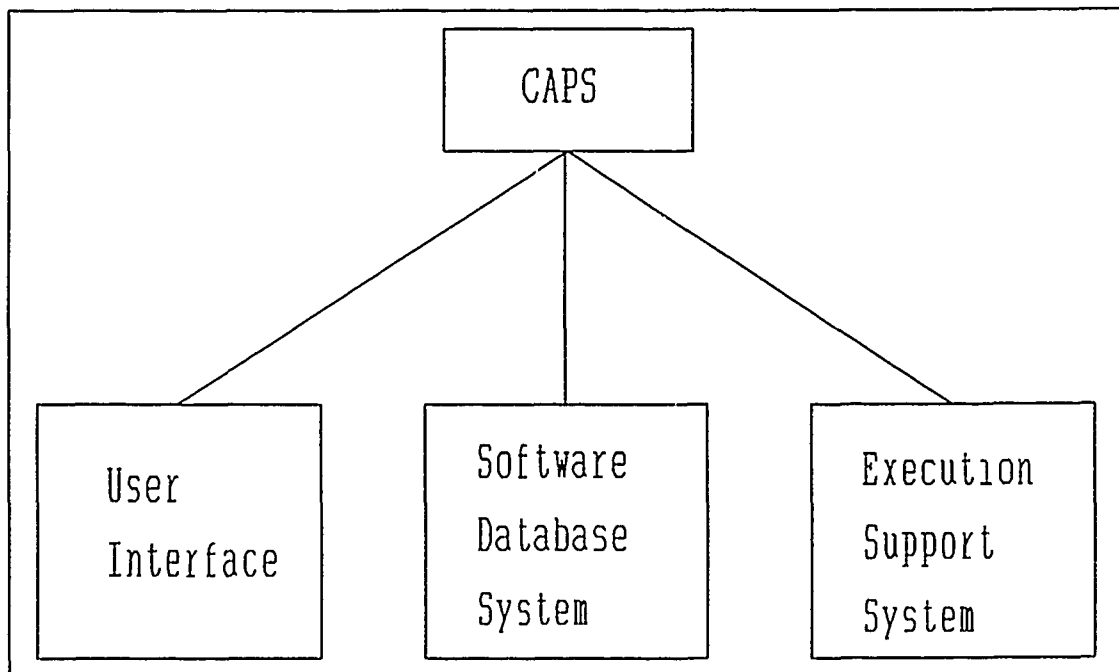 CAPS
User
Interface
Software
Database
System
Execution
Support
System